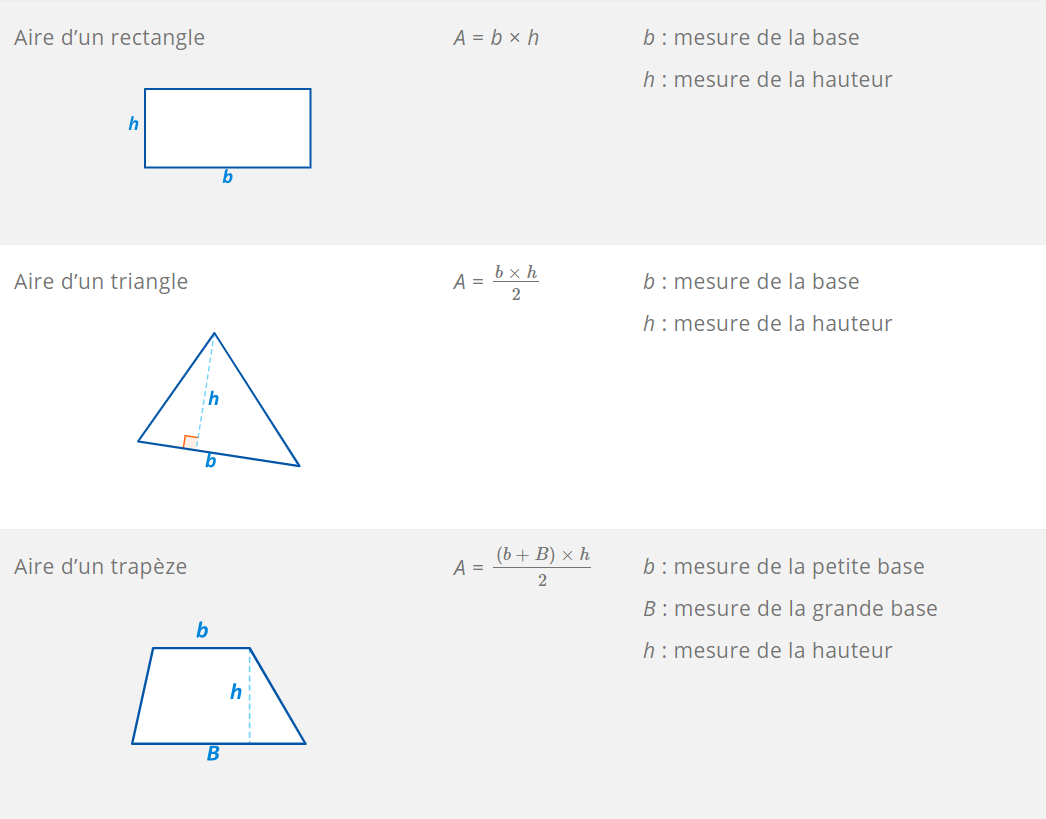 Aire d’un rectangle
A = b × h
b : mesure de la base
h : mesure de la hauteur
h
b
Aire d’un triangle
A = \frac{b × h}{2}
b : mesure de la base
h : mesure de la hauteur
h
b
Aire d’un trapèze
A = \frac{(b + B) × h}{2}
b : mesure de la petite base
B : mesure de la grande base
h : mesure de la hauteur
b
h
B